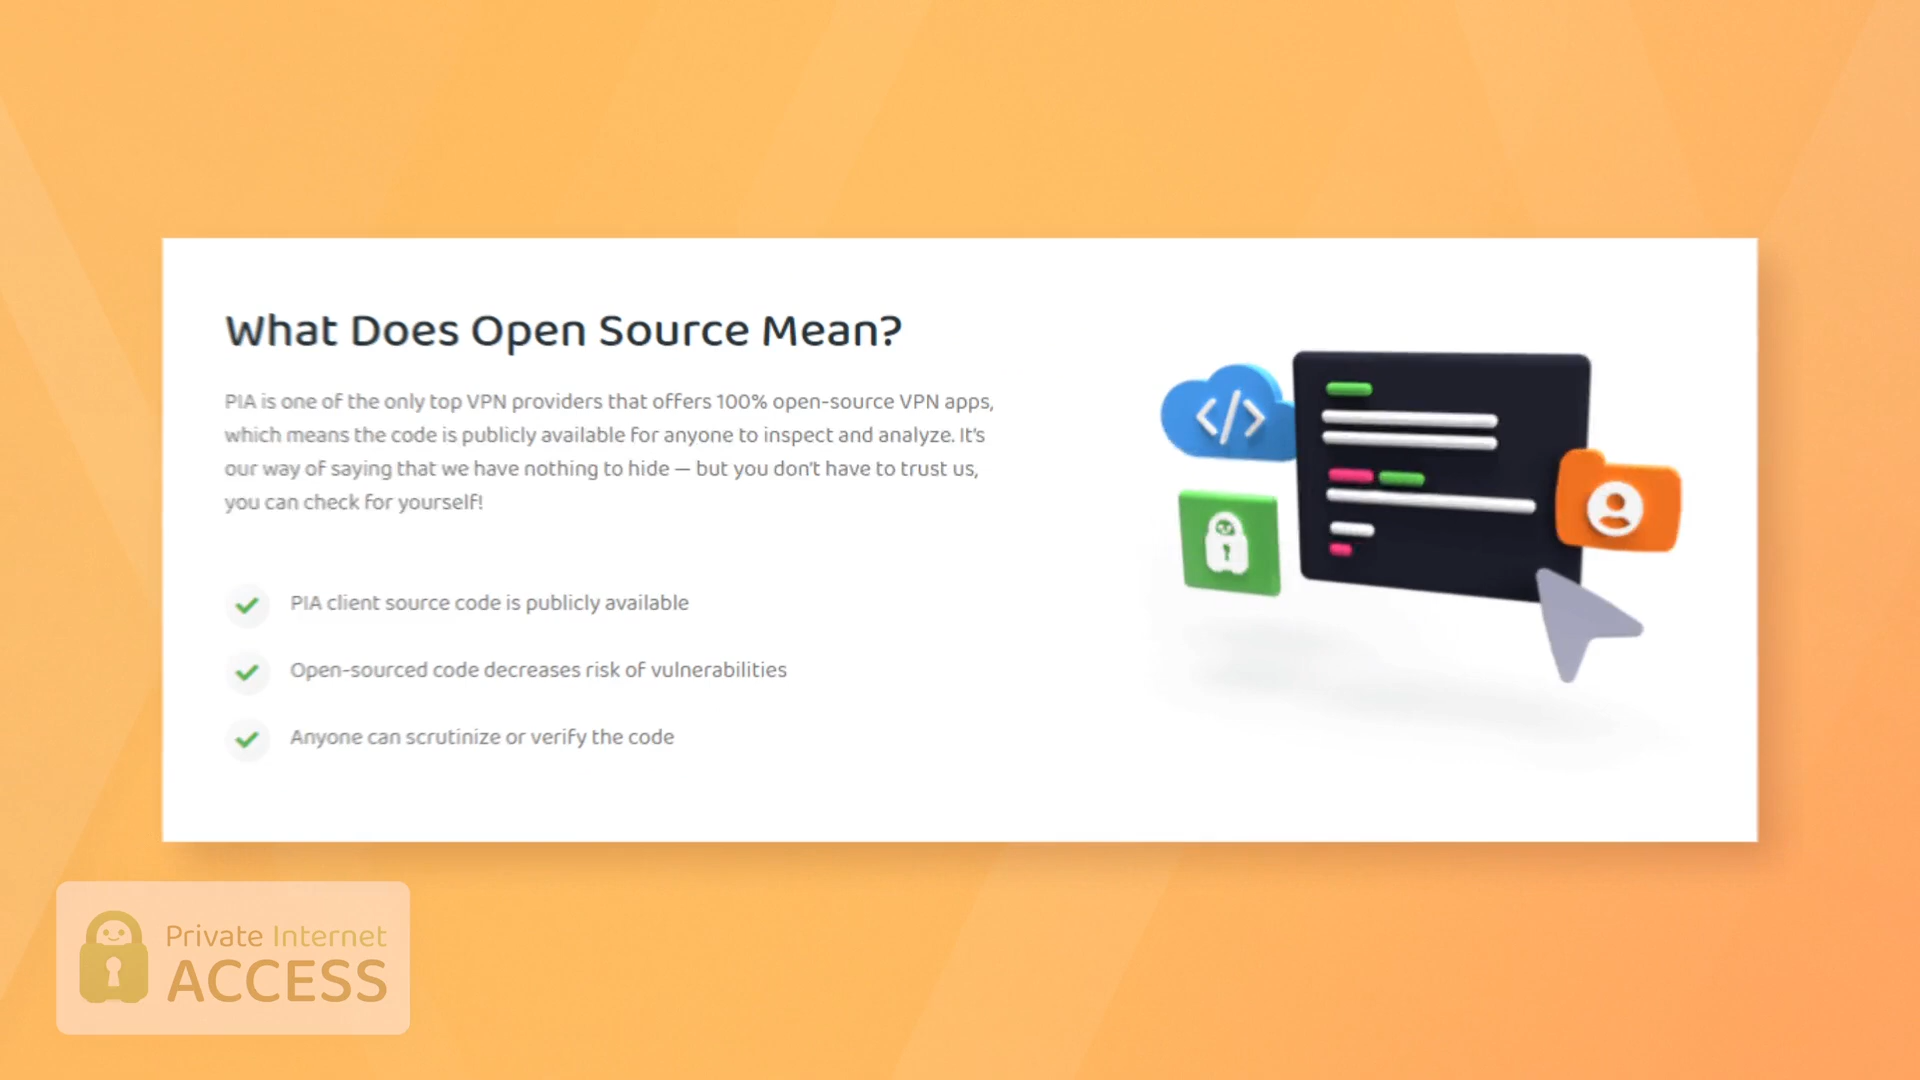 What Does Open Source Mean?
PIA is one of the only top VPN providers that offers 100% open-source VPN apps,
which means the code is publicly available for anyone to inspect and analyze. It's
our way of saying that we have nothing to hide — but you don't have to trust us,
you can check for yourself!
PIA client source code is publicly available
Open-sourced code decreases risk of vulnerabilities
Anyone can scrutinize or verify the code
</>
Private Internet
ACCESS